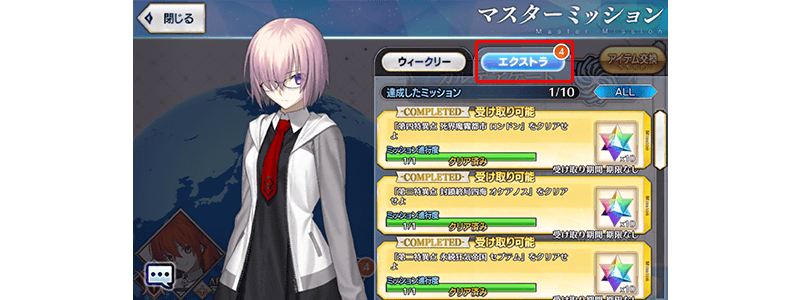 閉じる
マスターミッション
Master Mission
ウィークリー
エクストラ
4
アイテム交換
達成したミッション
1/10
ALL
COMPLETED 受け取り可能
『第四特異点 死界魔霧都市 ロンドン』をクリアせ
よ
ミッション進行度
1/1
クリア済み
×10
Mission
受け取り期間・期限なし
COMPLETED 受け取り可能
『第三特異点 封鎖終局四海 オケアノス』をクリア
せよ
ミッション進行度
1/1
クリア済み
×10
Mission
受け取り期間・期限なし
COMPLETED 受け取り可能
『第二特異点 永続狂気帝国 セプテム』をクリアせ
よ
ミッション進行度
1/1
クリア済み
×10
Mission
4